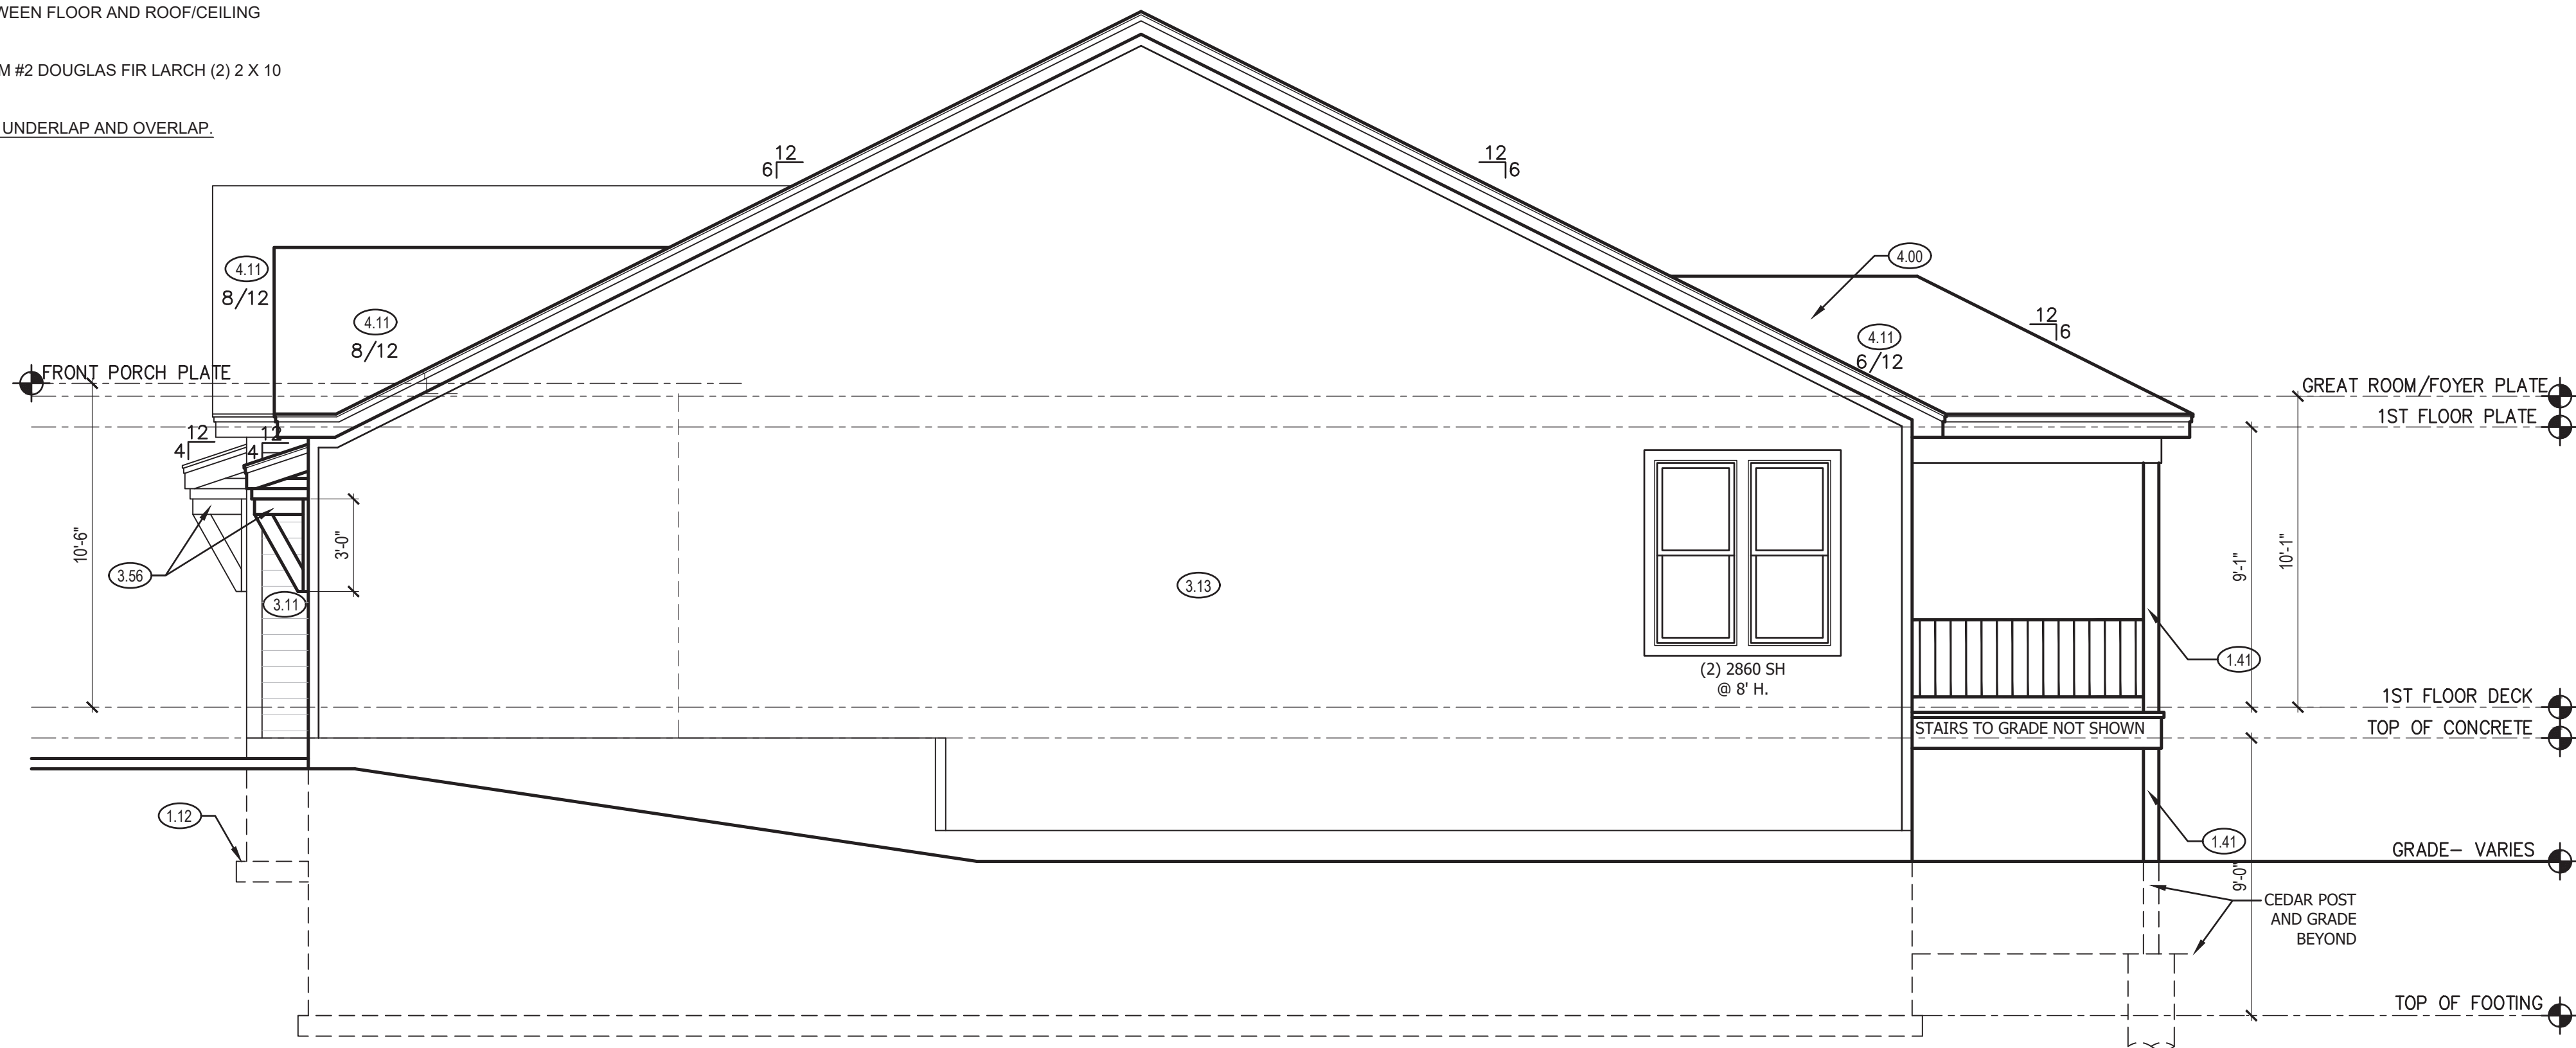 WEEN FLOOR AND ROOF/CEILING
M #2 DOUGLAS FIR LARCH (2) 2 X 10
UNDERLAP AND OVERLAP.
12
6
12
6
4.11
8/12
4.11
8/12
4.00
12
6
4.11
6/12
FRONT PORCH PLATE
GREAT ROOM/FOYER PLATE
1ST FLOOR PLATE
12
4
12
4
10'-6"
3'-0"
3.56
3.11
3.13
(2) 2860 SH
@ 8' H.
9'-1"
10'-1"
1.41
1ST FLOOR DECK
STAIRS TO GRADE NOT SHOWN
TOP OF CONCRETE
1.12
1.41
GRADE- VARIES
9'-0"
CEDAR POST
AND GRADE
BEYOND
TOP OF FOOTING